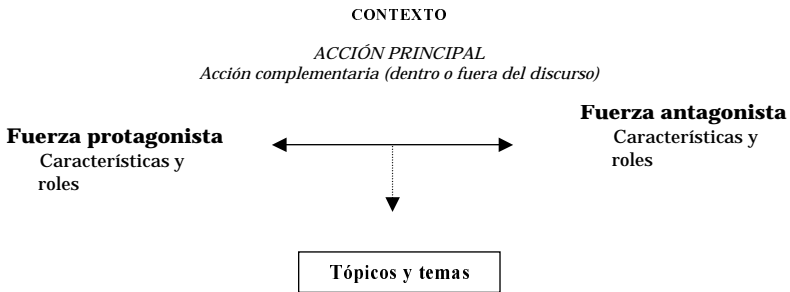 CONTEXTO
ACCIÓN PRINCIPAL
Acción complementaria (dentro o fuera del discurso)
Fuerza protagonista
Características y
roles
Fuerza antagonista
Características y
roles
Tópicos y temas